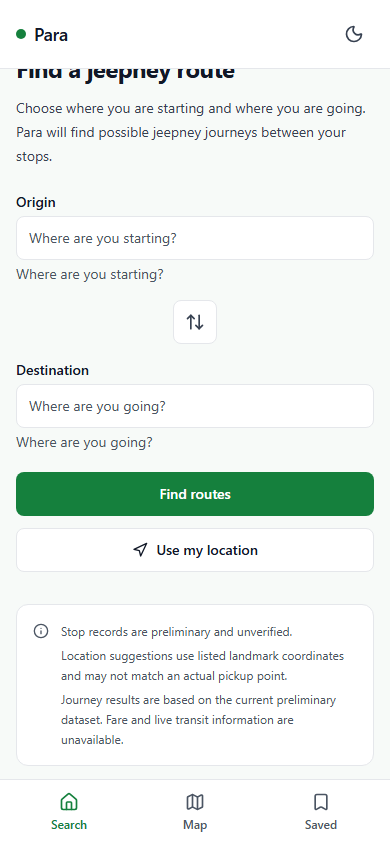 Para
Find a jeepney route
Choose where you are starting and where you are going.
Para will find possible jeepney journeys between your
stops.
Origin
Where are you starting?
Where are you starting?
Destination
Where are you going?
Where are you going?
Find routes
Use my location
Stop records are preliminary and unverified.
Location suggestions use listed landmark coordinates
and may not match an actual pickup point.
Journey results are based on the current preliminary
dataset. Fare and live transit information are
unavailable.
Search
Map
Saved